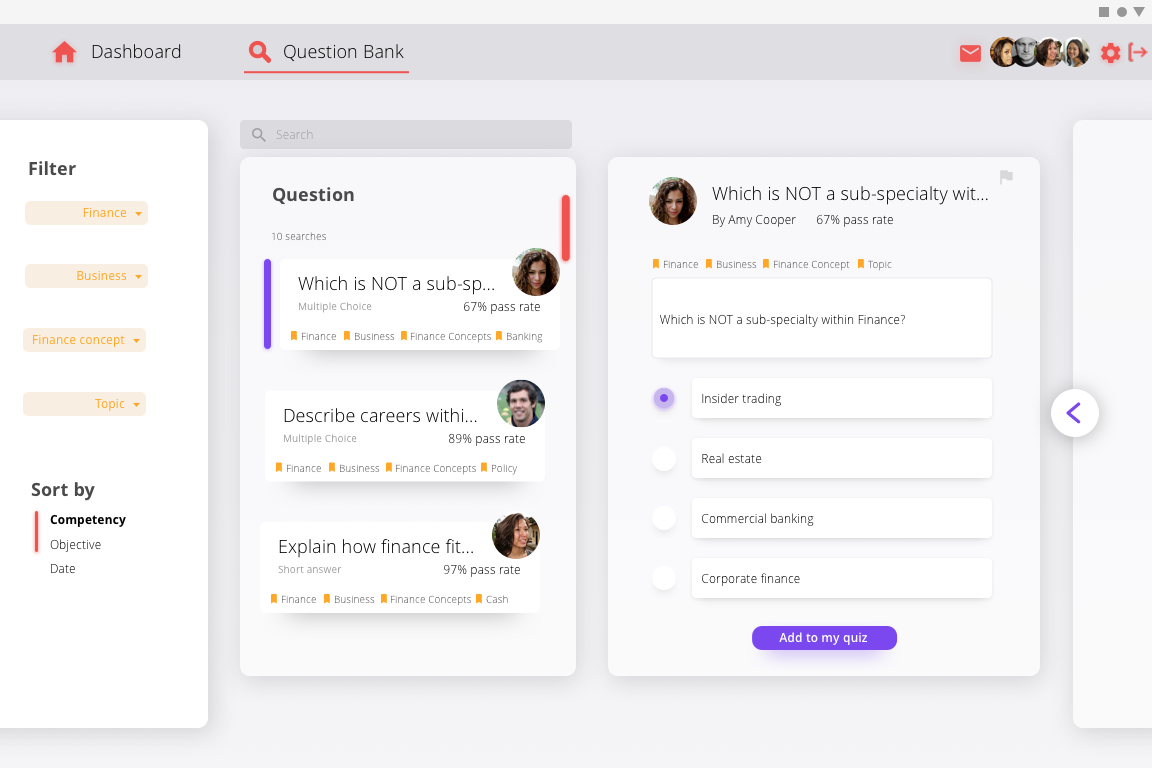 Dashboard
Question Bank
Filter
Finance
Business
Finance concept
Topic
Sort by
Competency
Objective
Date
Search
Question
10 searches
Which is NOT a sub-sp...
Multiple Choice
67% pass rate
Finance Business Finance Concepts Banking
Describe careers withi...
Multiple Choice
89% pass rate
Finance Business Finance Concepts Policy
Explain how finance fit...
Short answer
97% pass rate
Finance Business Finance Concepts Cash
Which is NOT a sub-specialty wit...
By Amy Cooper 67% pass rate
Finance Business Finance Concept Topic
Which is NOT a sub-specialty within Finance?
Insider trading
Real estate
Commercial banking
Corporate finance
Add to my quiz